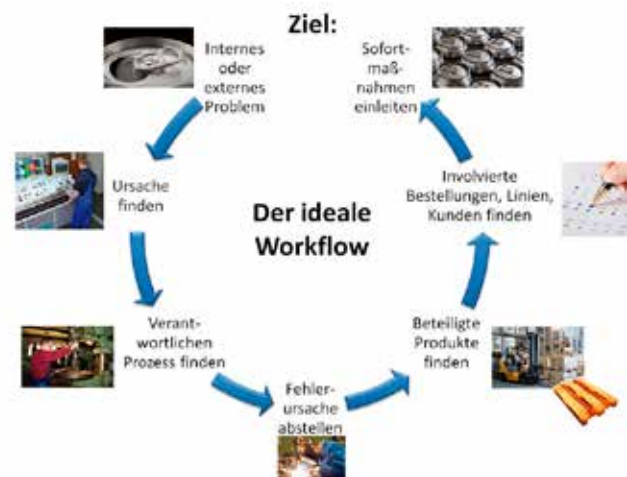 Ziel:
Internes
oder
externes
Problem
Ursache
finden
Verant-
wortlichen
Prozess finden
Fehler-
ursache
abstellen
Beteiligte
Produkte
finden
Involvierte
Bestellungen, Linien,
Kunden finden
Sofort-
maß-
nahmen
einleiten
Der ideale
Workflow